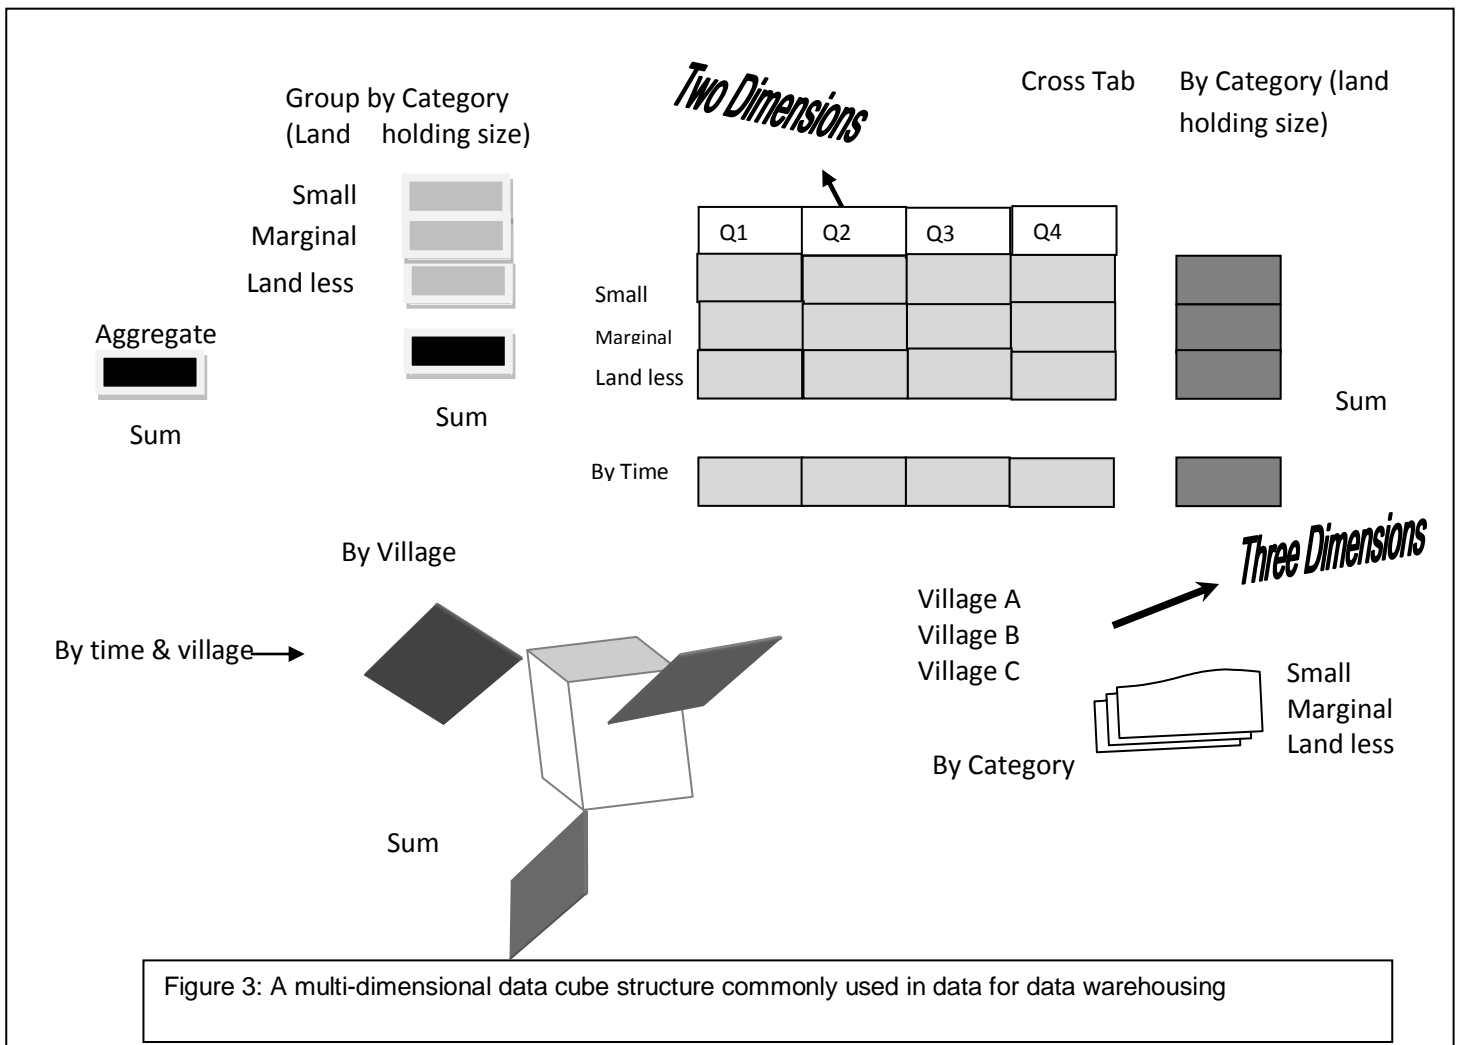 Two Dimensions
Cross Tab
By Category (land
holding size)
Group by Category
(Land holding size)
Small
Marginal
Land less
Sum
Aggregate
Sum
Q1 Q2 Q3 Q4
Small
Marginal
Land less
Sum
By Time
Three Dimensions
By Village
By time & village
Sum
Village A
Village B
Village C
By Category
Small
Marginal
Land less
Figure 3: A multi-dimensional data cube structure commonly used in data for data warehousing